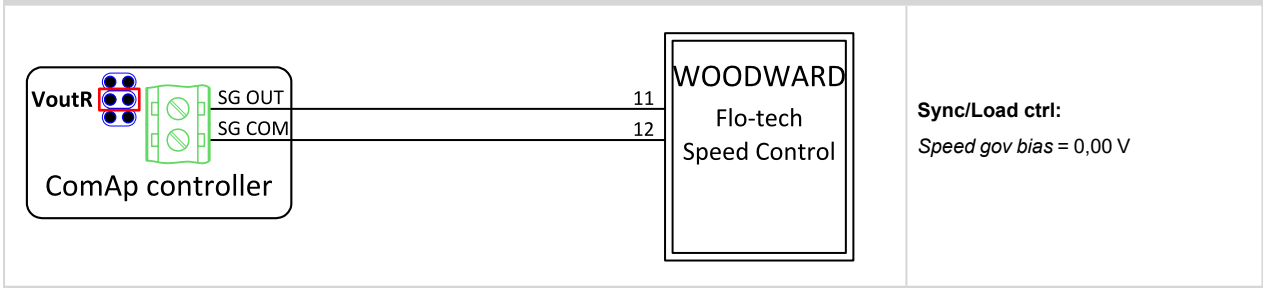 VoutR
SG OUT
SG COM
ComAp controller
11
12
WOODWARD
Flo-tech
Speed Control
Sync/Load ctrl:
Speed gov bias = 0,00 V